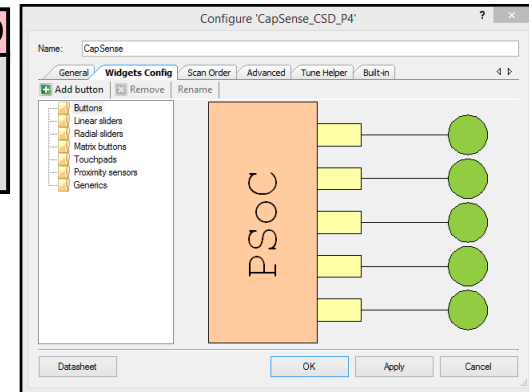 Configure 'CapSense_CSD_P4'
? ×
Name: CapSense
General Widgets Config Scan Order Advanced Tune Helper Built-in
Add button Remove Rename
Buttons
Linear sliders
Radial sliders
Matrix buttons
Touchpads
Proximity sensors
Generics
PSoC
Datasheet OK Apply Cancel